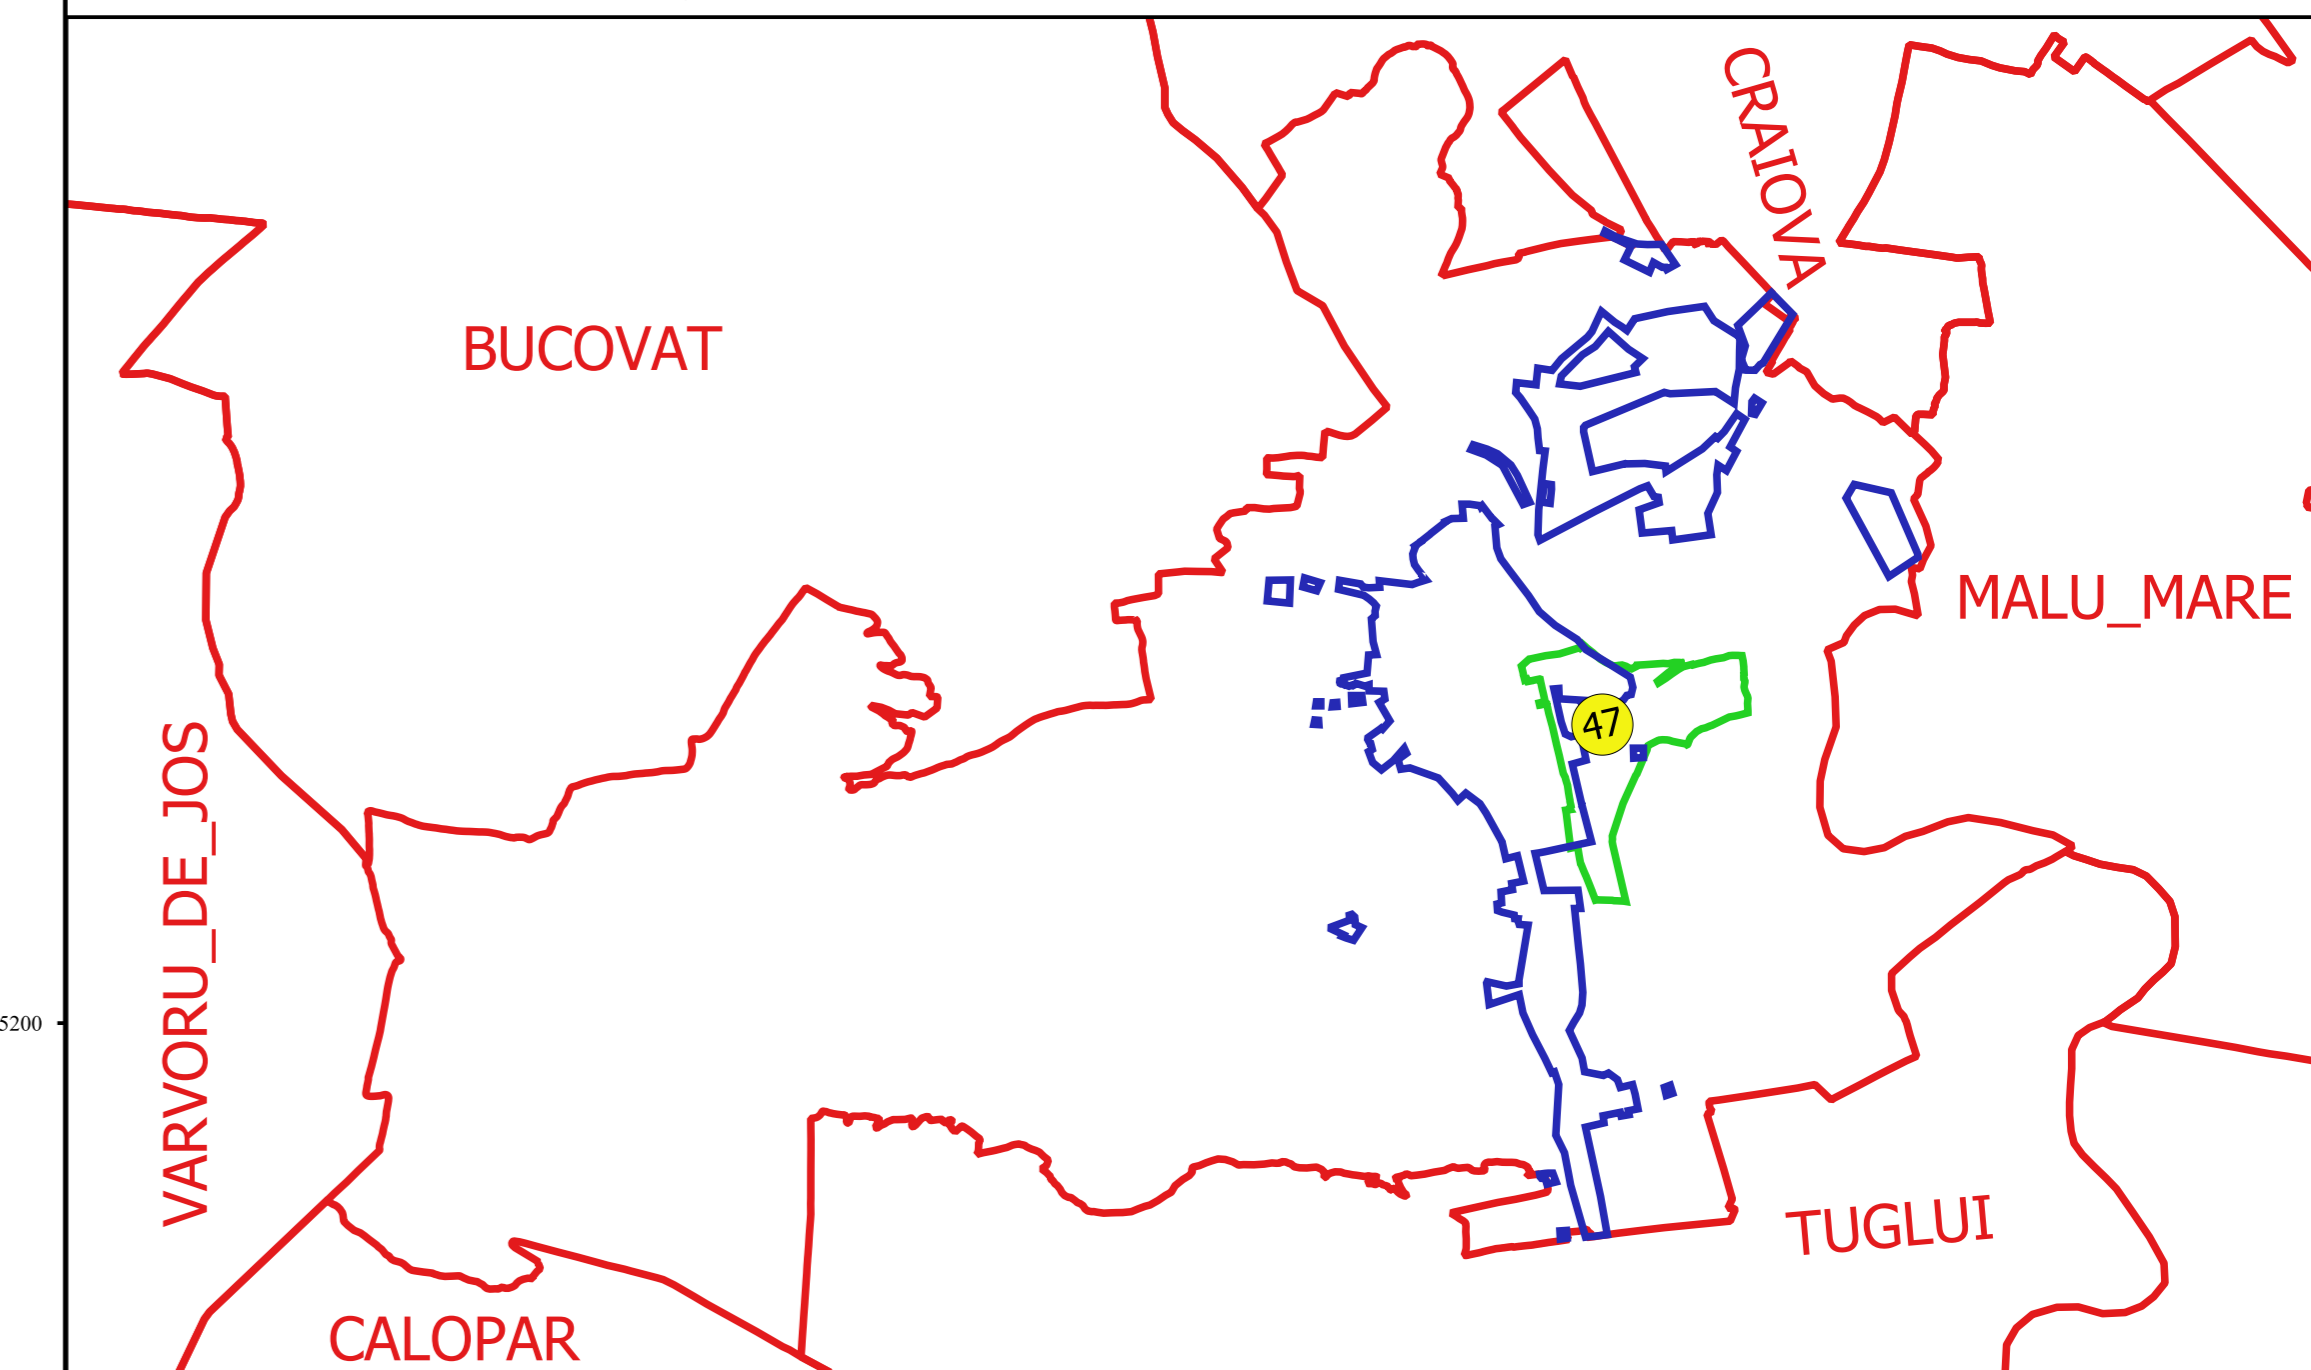 CRAIOVA
BUCOVAT
MALU_MARE
47
VARVORU_DE_JOS
5200
TUGLUI
CALOPAR